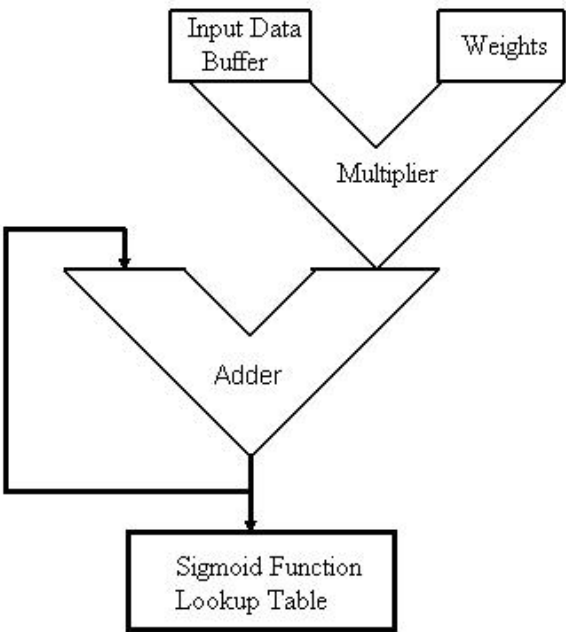 Input Data
Buffer
Weights
Multiplier
Adder
Sigmoid Function
Lookup Table